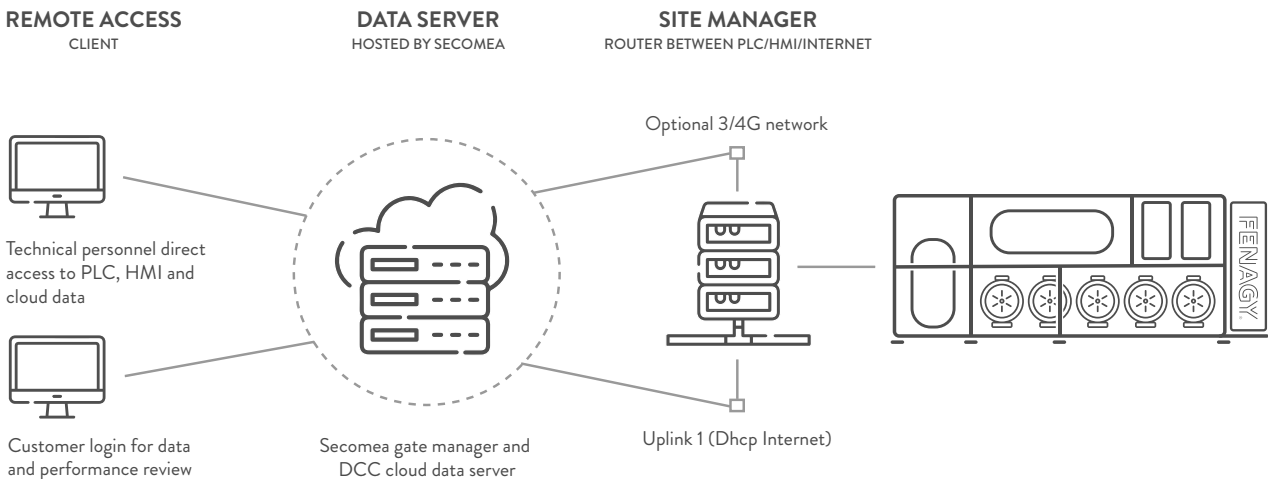 REMOTE ACCESS
CLIENT
DATA SERVER
HOSTED BY SECOMEA
SITE MANAGER
ROUTER BETWEEN PLC/HMI/INTERNET
Optional 3/4G network
Technical personnel direct
access to PLC, HMI and
cloud data
FENAGY
Customer login for data
and performance review
Secomea gate manager and
DCC cloud data server
Uplink 1 (Dhcp Internet)